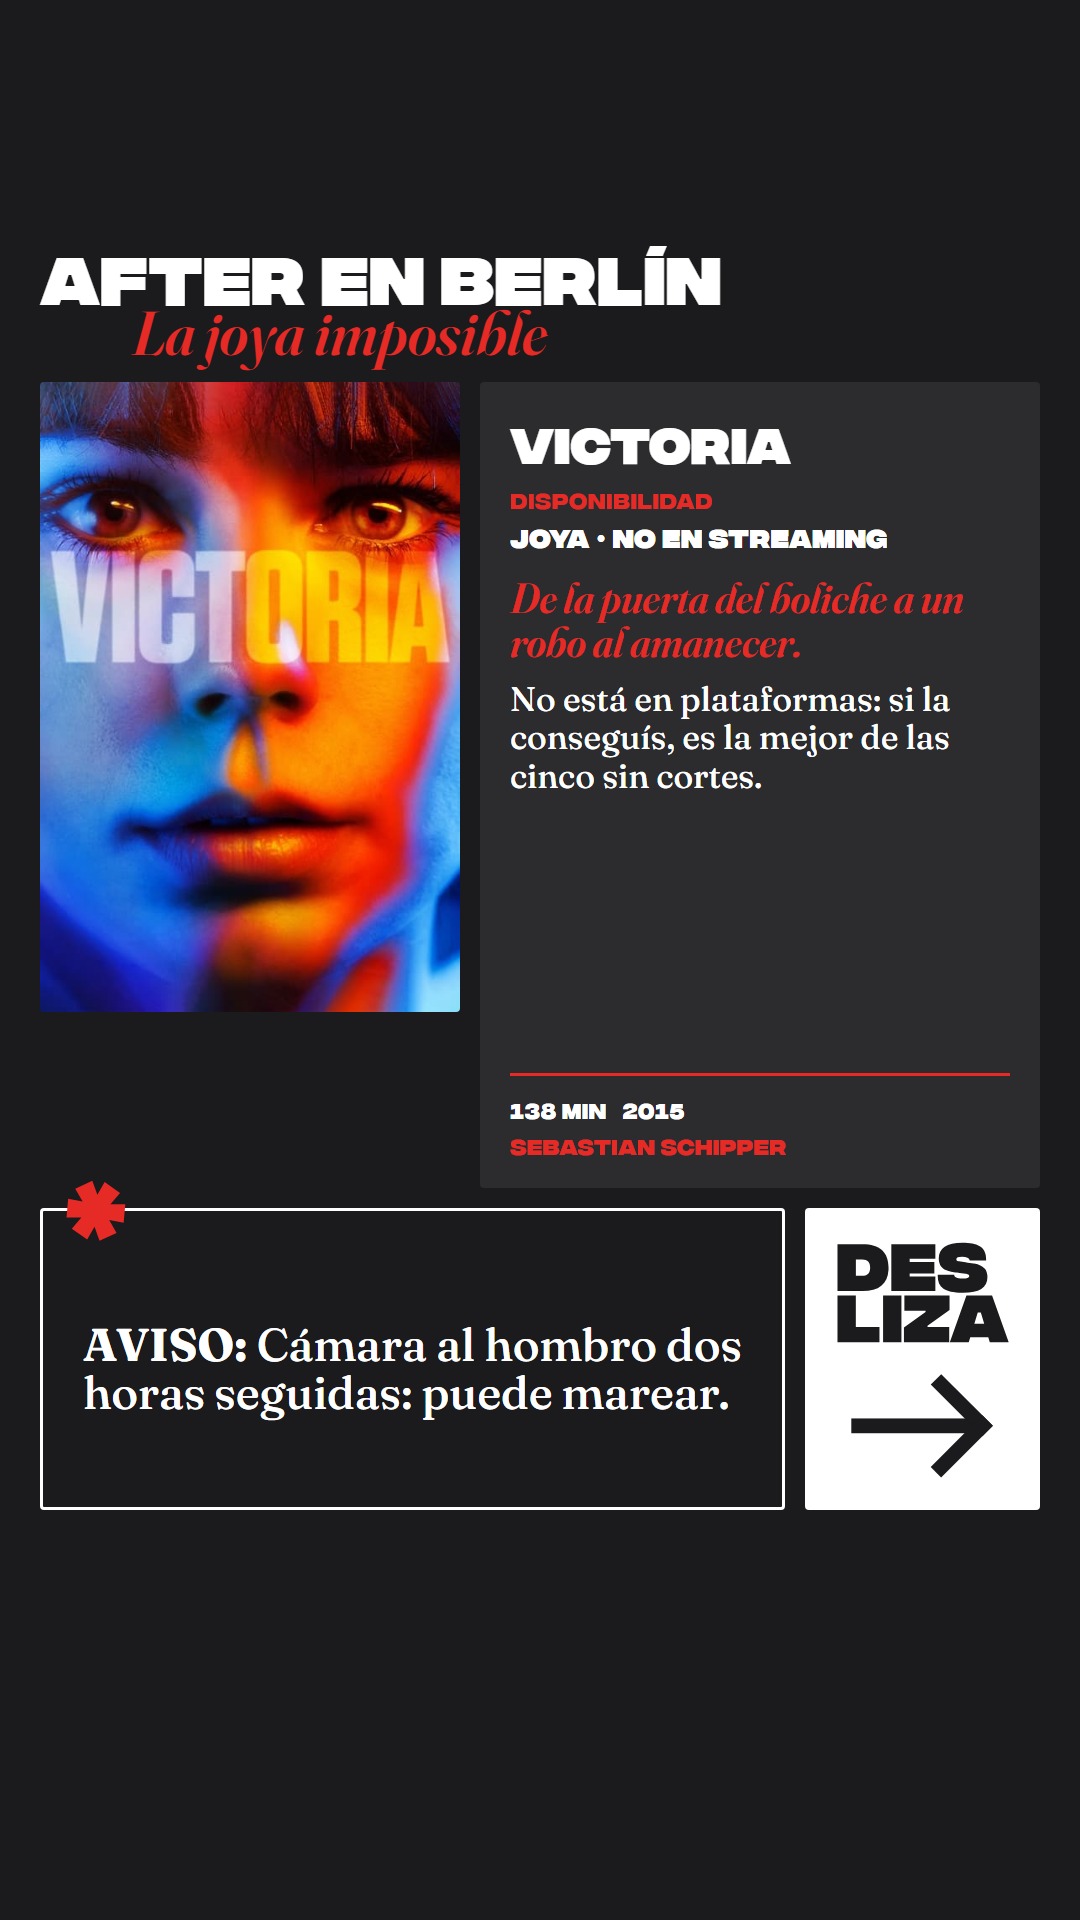 AFTER EN BERLÍN
La joya imposible
VICTORIA
VICTORIA
DISPONIBILIDAD
JOYA · NO EN STREAMING
De la puerta del boliche a un
robo al amanecer.
No está en plataformas: si la
conseguís, es la mejor de las
cinco sin cortes.
138 MIN 2015
SEBASTIAN SCHIPPER
AVISO: Cámara al hombro dos
horas seguidas: puede marear.
DES
LIZA